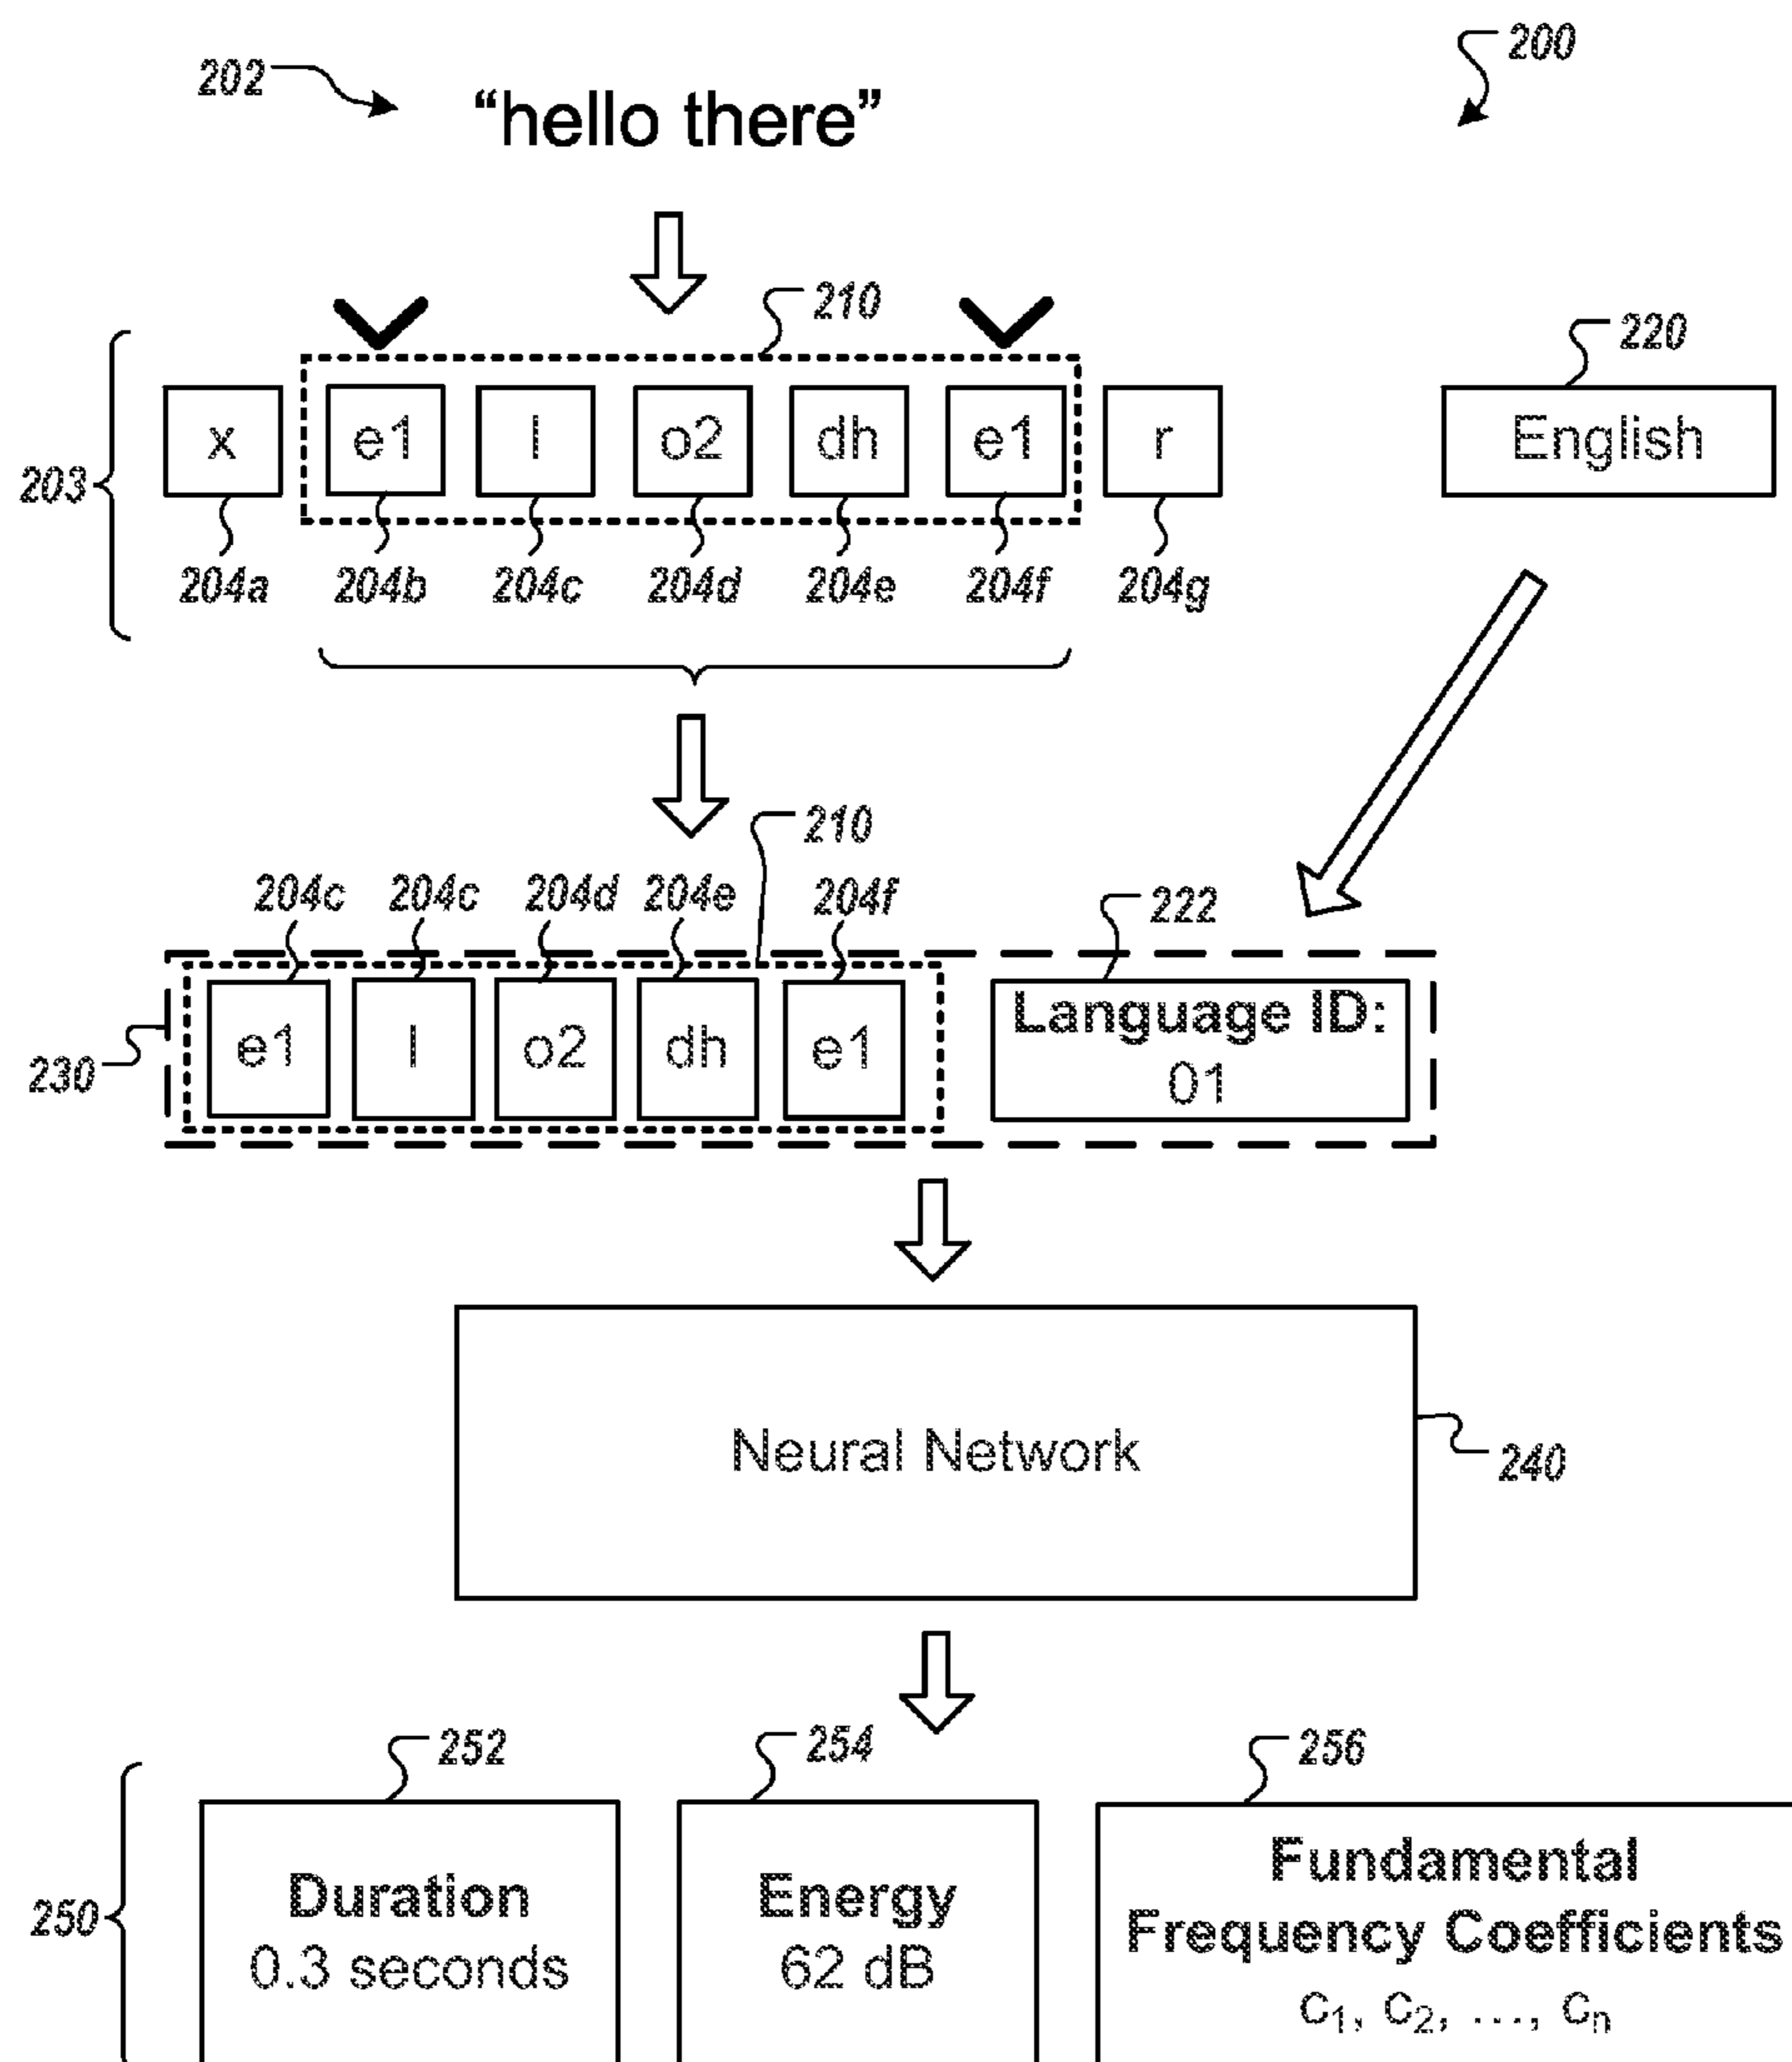 200
202
“hello there”
210
220
203
x
e1
l
o2
dh
e1
r
English
204a
204b
204c
204d
204e
204f
204g
210
204c
204c
204d
204e
204f
222
230
e1
l
o2
dh
e1
Language ID:
01
Neural Network
240
252
254
256
250
Duration
0.3 seconds
Energy
62 dB
Fundamental
Frequency Coefficients
c₁, c₂, ..., cₙ